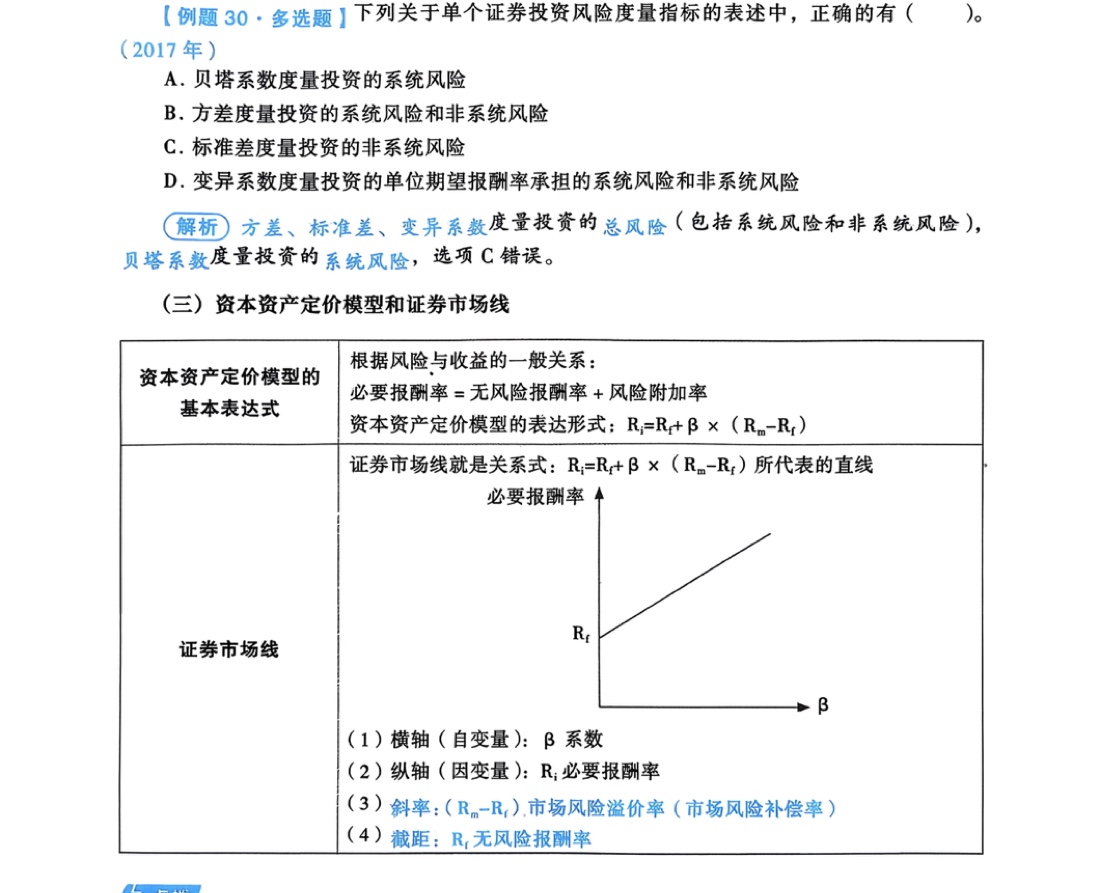 【例题 30·多选题】下列关于单个证券投资风险度量指标的表述中，正确的有（　　）。
（2017 年）
A. 贝塔系数度量投资的系统风险
B. 方差度量投资的系统风险和非系统风险
C. 标准差度量投资的非系统风险
D. 变异系数度量投资的单位期望报酬率承担的系统风险和非系统风险
解析 方差、标准差、变异系数度量投资的总风险（包括系统风险和非系统风险），
贝塔系数度量投资的系统风险，选项 C 错误。
（三）资本资产定价模型和证券市场线
资本资产定价模型的
基本表达式
根据风险与收益的一般关系：
必要报酬率 = 无风险报酬率 + 风险附加率
资本资产定价模型的表达形式：Ri=Rf+β ×（Rm-Rf）
证券市场线
证券市场线就是关系式：Ri=Rf+β ×（Rm-Rf）所代表的直线
必要报酬率
Rf
β
（1）横轴（自变量）：β 系数
（2）纵轴（因变量）：Ri 必要报酬率
（3）斜率：（Rm-Rf）市场风险溢价率（市场风险补偿率）
（4）截距：Rf 无风险报酬率